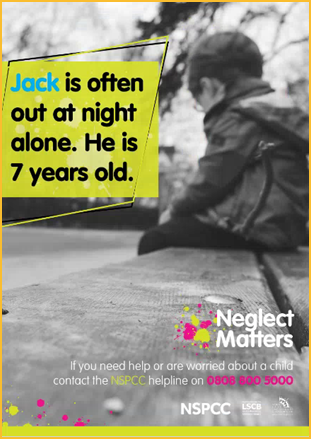 Jack is often
out at night
alone. He is
7 years old.
Neglect
Matters
If you need help or are worried about a child
contact the NSPCC helpline on 0808 800 5000
NSPCC
LSCB